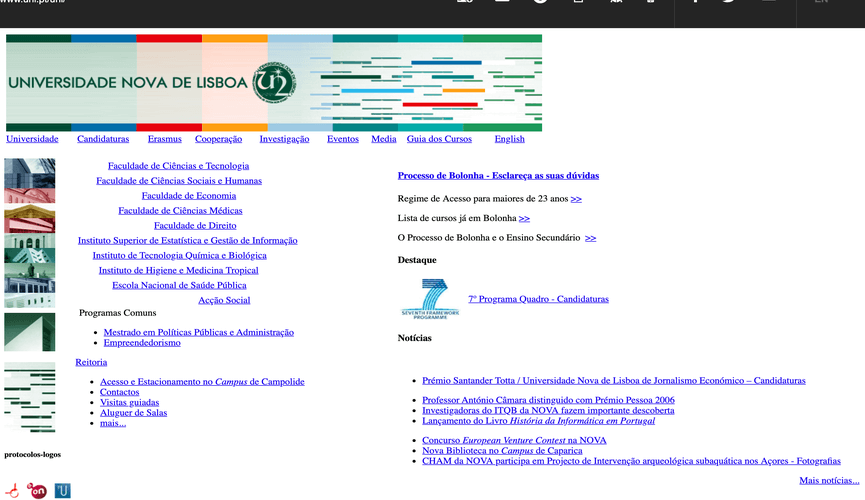 www.unl.pt/unl/
EN
UNIVERSIDADE NOVA DE LISBOA
Universidade Candidaturas Erasmus Cooperação Investigação Eventos Media Guia dos Cursos English
Faculdade de Ciências e Tecnologia
Faculdade de Ciências Sociais e Humanas
Faculdade de Economia
Faculdade de Ciências Médicas
Faculdade de Direito
Instituto Superior de Estatística e Gestão de Informação
Instituto de Tecnologia Química e Biológica
Instituto de Higiene e Medicina Tropical
Escola Nacional de Saúde Pública
Acção Social
Programas Comuns
Mestrado em Políticas Públicas e Administração
Empreendedorismo
Reitoria
Acesso e Estacionamento no Campus de Campolide
Contactos
Visitas guiadas
Aluguer de Salas
mais...
protocolos-logos
Processo de Bolonha - Esclareça as suas dúvidas
Regime de Acesso para maiores de 23 anos >>
Lista de cursos já em Bolonha >>
O Processo de Bolonha e o Ensino Secundário >>
Destaque
SEVENTH FRAMEWORK
PROGRAMME
7º Programa Quadro - Candidaturas
Notícias
Prémio Santander Totta / Universidade Nova de Lisboa de Jornalismo Económico – Candidaturas
Professor António Câmara distinguido com Prémio Pessoa 2006
Investigadoras do ITQB da NOVA fazem importante descoberta
Lançamento do Livro História da Informática em Portugal
Concurso European Venture Contest na NOVA
Nova Biblioteca no Campus de Caparica
CHAM da NOVA participa em Projecto de Intervenção arqueológica subaquática nos Açores - Fotografias
Mais notícias...